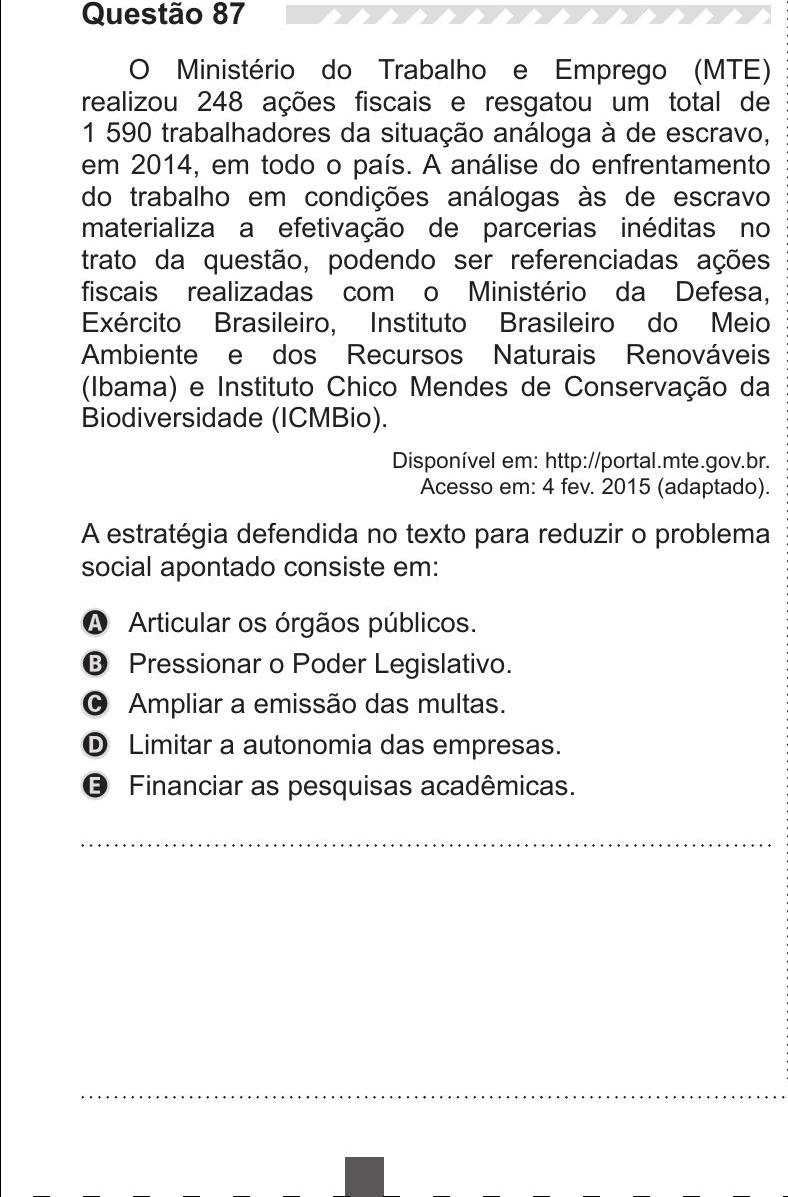 Questão 87
O Ministério do Trabalho e Emprego (MTE)
realizou 248 ações fiscais e resgatou um total de
1 590 trabalhadores da situação análoga à de escravo,
em 2014, em todo o país. A análise do enfrentamento
do trabalho em condições análogas às de escravo
materializa a efetivação de parcerias inéditas no
trato da questão, podendo ser referenciadas ações
fiscais realizadas com o Ministério da Defesa,
Exército Brasileiro, Instituto Brasileiro do Meio
Ambiente e dos Recursos Naturais Renováveis
(Ibama) e Instituto Chico Mendes de Conservação da
Biodiversidade (ICMBio).
Disponível em: http://portal.mte.gov.br.
Acesso em: 4 fev. 2015 (adaptado).
A estratégia defendida no texto para reduzir o problema
social apontado consiste em:
A Articular os órgãos públicos.
B Pressionar o Poder Legislativo.
C Ampliar a emissão das multas.
D Limitar a autonomia das empresas.
E Financiar as pesquisas acadêmicas.